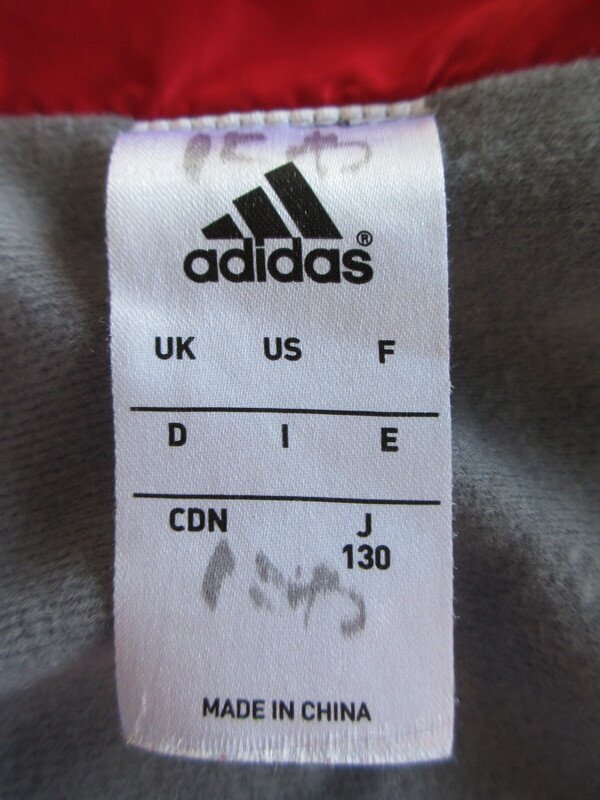 adidas®
UK US F
D I E
CDN J
130
MADE IN CHINA